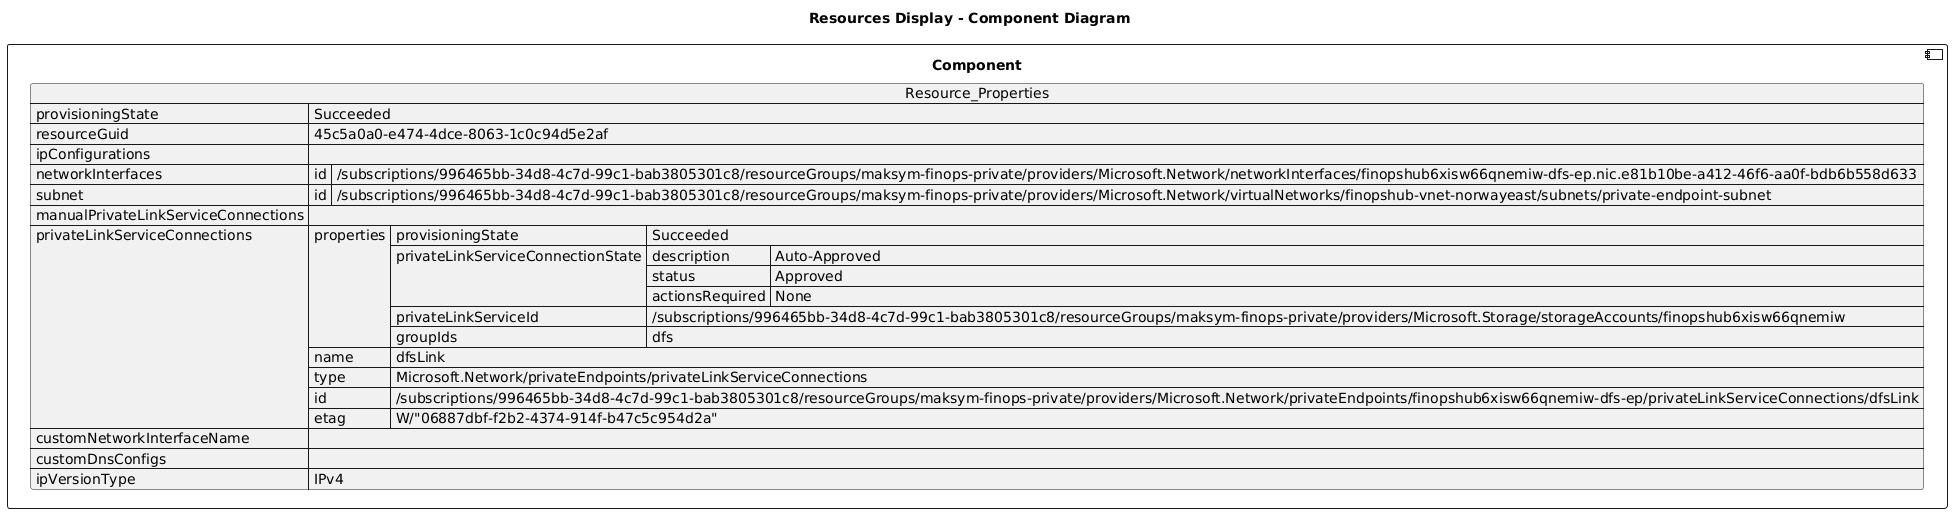 Resources Display - Component Diagram
Component
Resource_Properties
provisioningState Succeeded
resourceGuid 45c5a0a0-e474-4dce-8063-1c0c94d5e2af
ipConfigurations
networkInterfaces id /subscriptions/996465bb-34d8-4c7d-99c1-bab3805301c8/resourceGroups/maksym-finops-private/providers/Microsoft.Network/networkInterfaces/finopshub6xisw66qnemiw-dfs-ep.nic.e81b10be-a412-46f6-aa0f-bdb6b558d633
subnet id /subscriptions/996465bb-34d8-4c7d-99c1-bab3805301c8/resourceGroups/maksym-finops-private/providers/Microsoft.Network/virtualNetworks/finopshub-vnet-norwayeast/subnets/private-endpoint-subnet
manualPrivateLinkServiceConnections
privateLinkServiceConnections properties provisioningState Succeeded
privateLinkServiceConnectionState description Auto-Approved
status Approved
actionsRequired None
privateLinkServiceId /subscriptions/996465bb-34d8-4c7d-99c1-bab3805301c8/resourceGroups/maksym-finops-private/providers/Microsoft.Storage/storageAccounts/finopshub6xisw66qnemiw
groupIds dfs
name dfsLink
type Microsoft.Network/privateEndpoints/privateLinkServiceConnections
id /subscriptions/996465bb-34d8-4c7d-99c1-bab3805301c8/resourceGroups/maksym-finops-private/providers/Microsoft.Network/privateEndpoints/finopshub6xisw66qnemiw-dfs-ep/privateLinkServiceConnections/dfsLink
etag W/"06887dbf-f2b2-4374-914f-b47c5c954d2a"
customNetworkInterfaceName
customDnsConfigs
ipVersionType IPv4